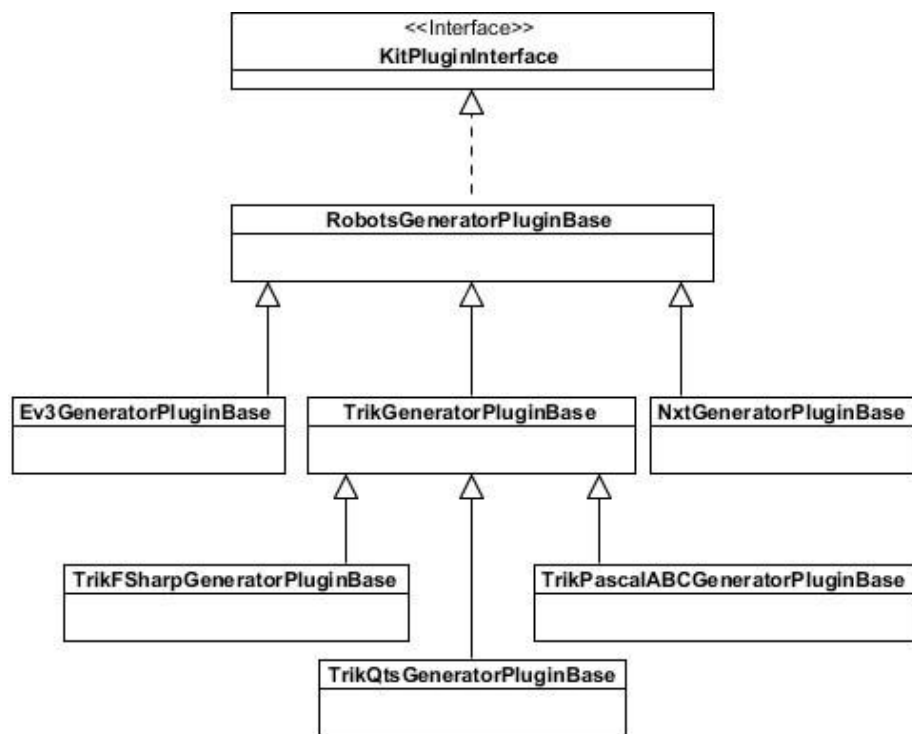 <<Interface>>
KitPluginInterface
RobotsGeneratorPluginBase
Ev3GeneratorPluginBase
TrikGeneratorPluginBase
NxtGeneratorPluginBase
TrikFSharpGeneratorPluginBase
TrikPascalABCGeneratorPluginBase
TrikQtsGeneratorPluginBase